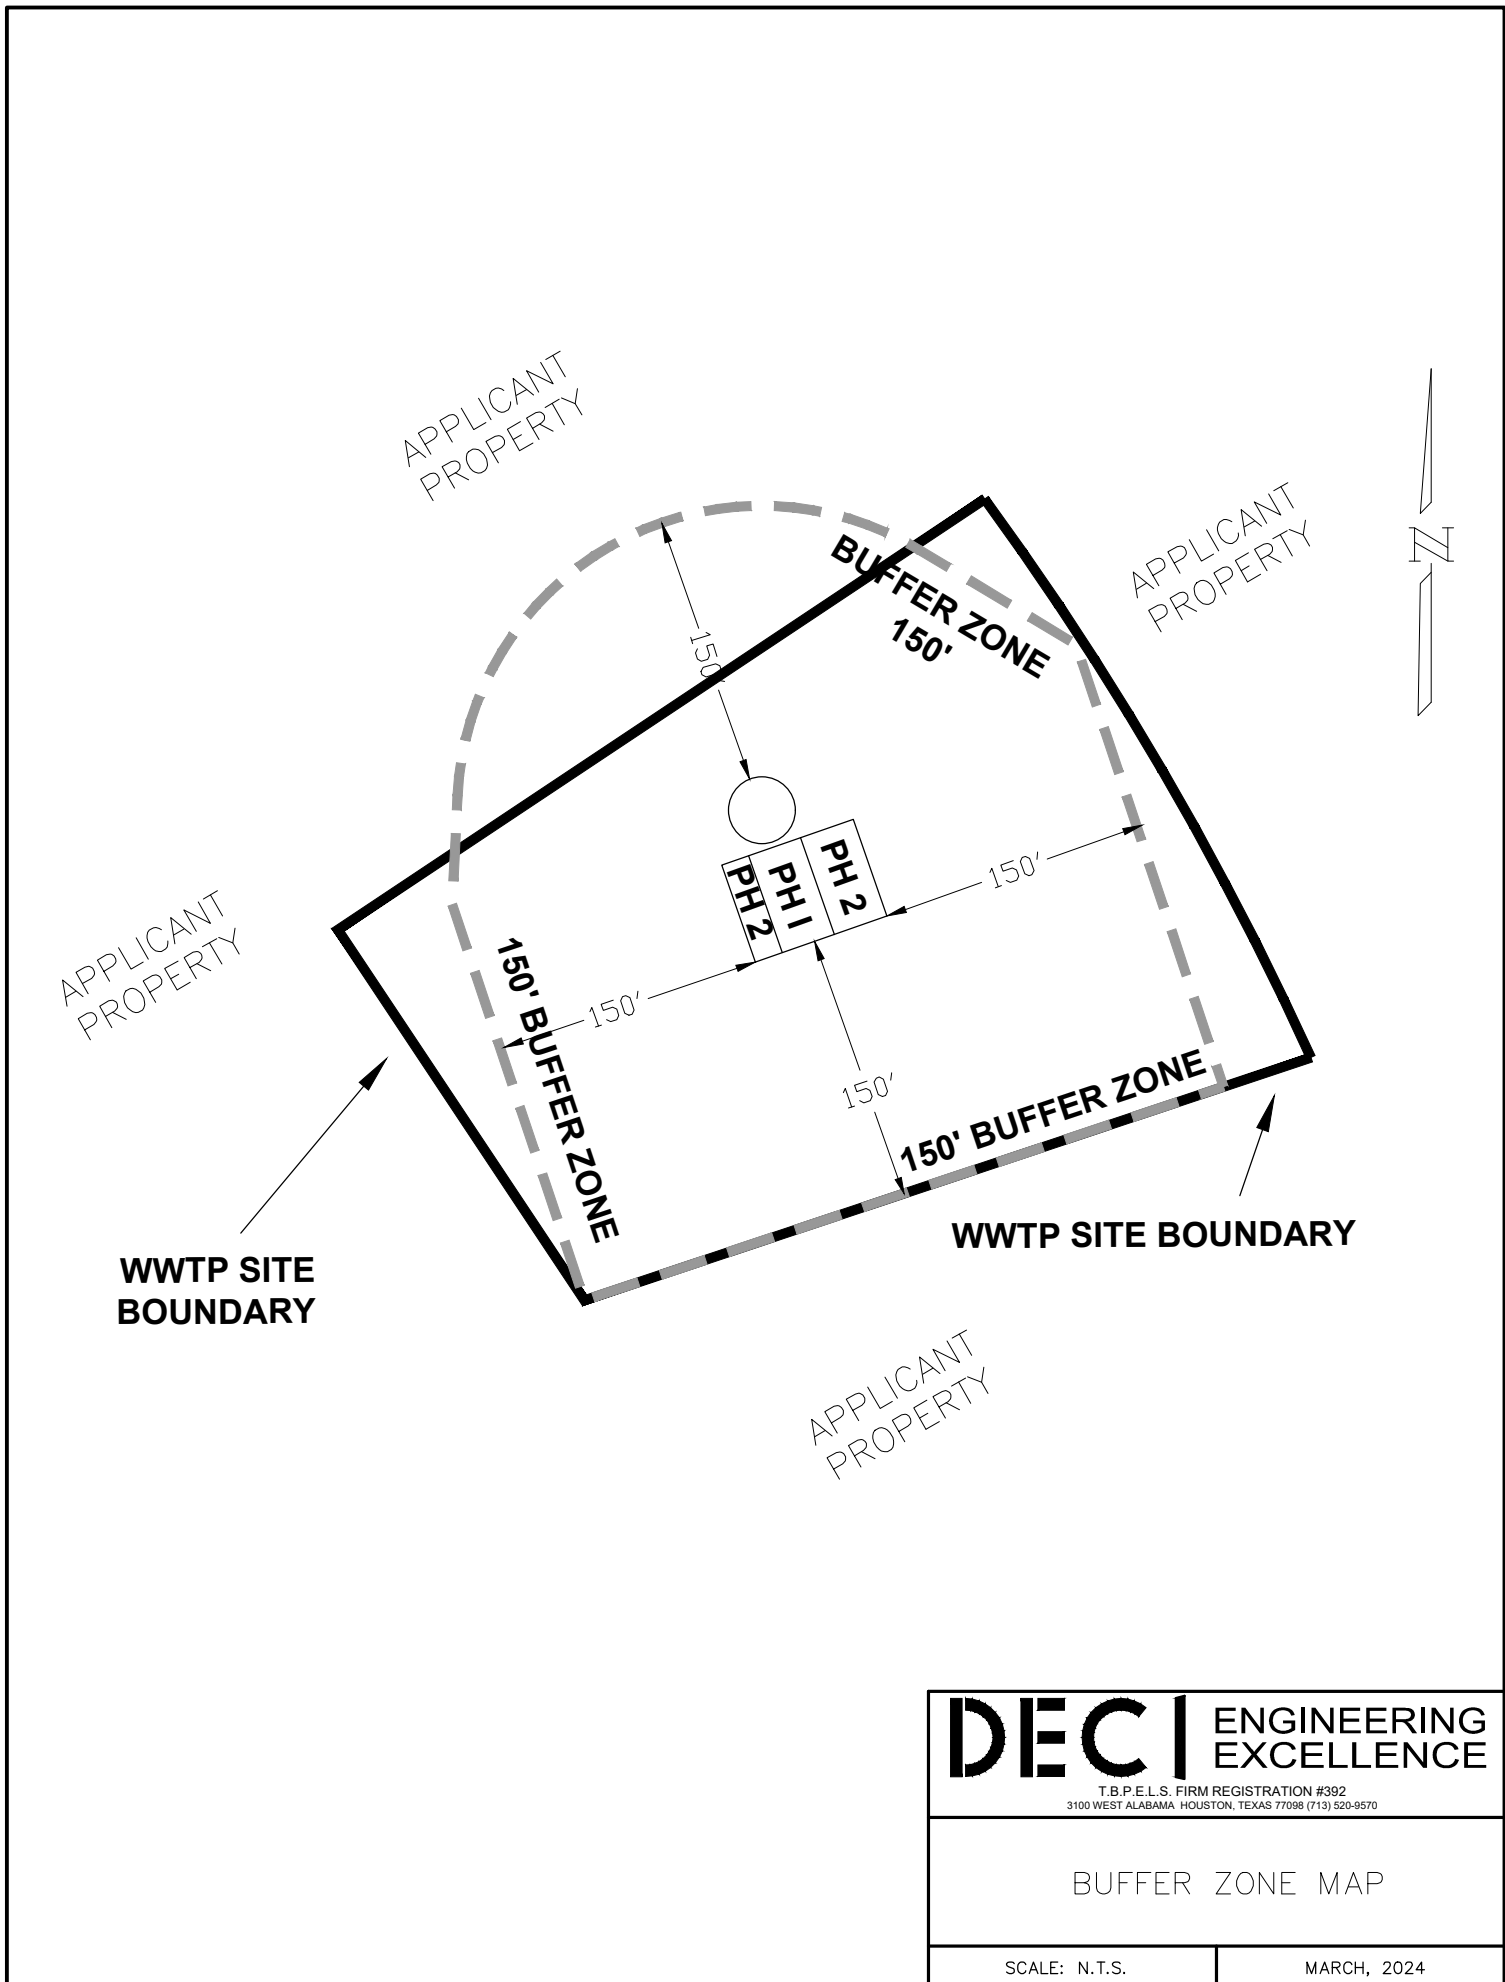 APPLICANT
PROPERTY
APPLICANT
PROPERTY
N
BUFFER ZONE
150'
150'
PH 2
PH I
PH 2
150'
APPLICANT
PROPERTY
150' BUFFER ZONE
150'
150'
150' BUFFER ZONE
WWTP SITE BOUNDARY
WWTP SITE
BOUNDARY
APPLICANT
PROPERTY
DECI
ENGINEERING
EXCELLENCE
T.B.P.E.L.S. FIRM REGISTRATION #392
3100 WEST ALABAMA HOUSTON, TEXAS 77098 (713) 520-9570
BUFFER ZONE MAP
SCALE: N.T.S.
MARCH, 2024